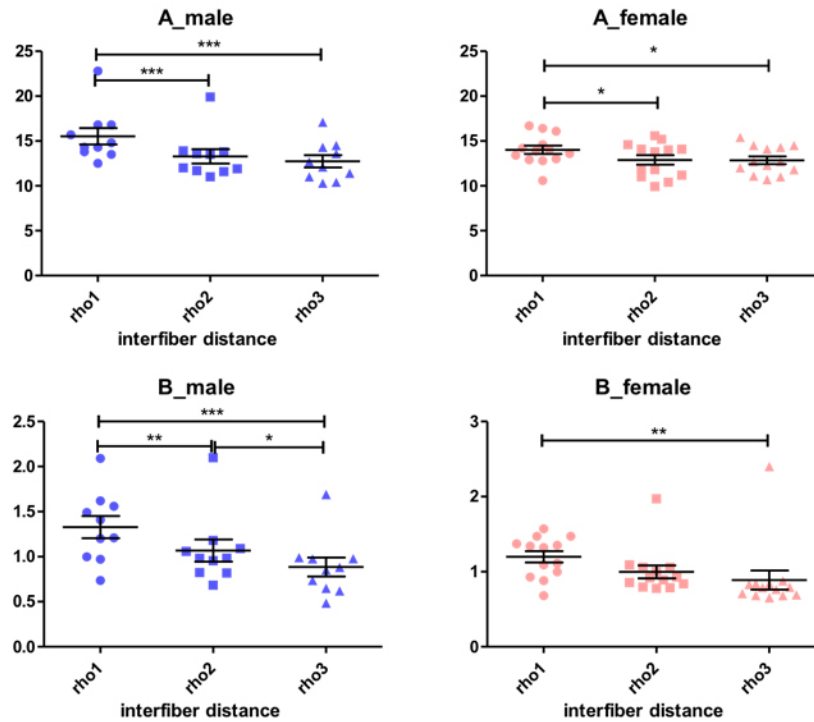 A_male
***
***
25
20
15
10
5
0
rho1
rho2
rho3
interfiber distance
A_female
*
*
25
20
15
10
5
0
rho1
rho2
rho3
interfiber distance
B_male
***
**
*
2.5
2.0
1.5
1.0
0.5
0.0
rho1
rho2
rho3
interfiber distance
B_female
**
3
2
1
0
rho1
rho2
rho3
interfiber distance